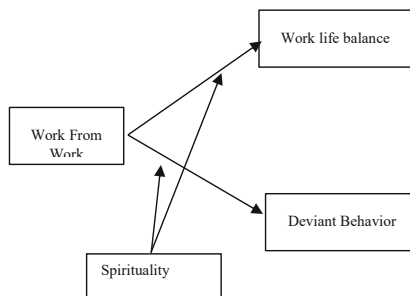 Work life balance
Work From
Work
Deviant Behavior
Spirituality